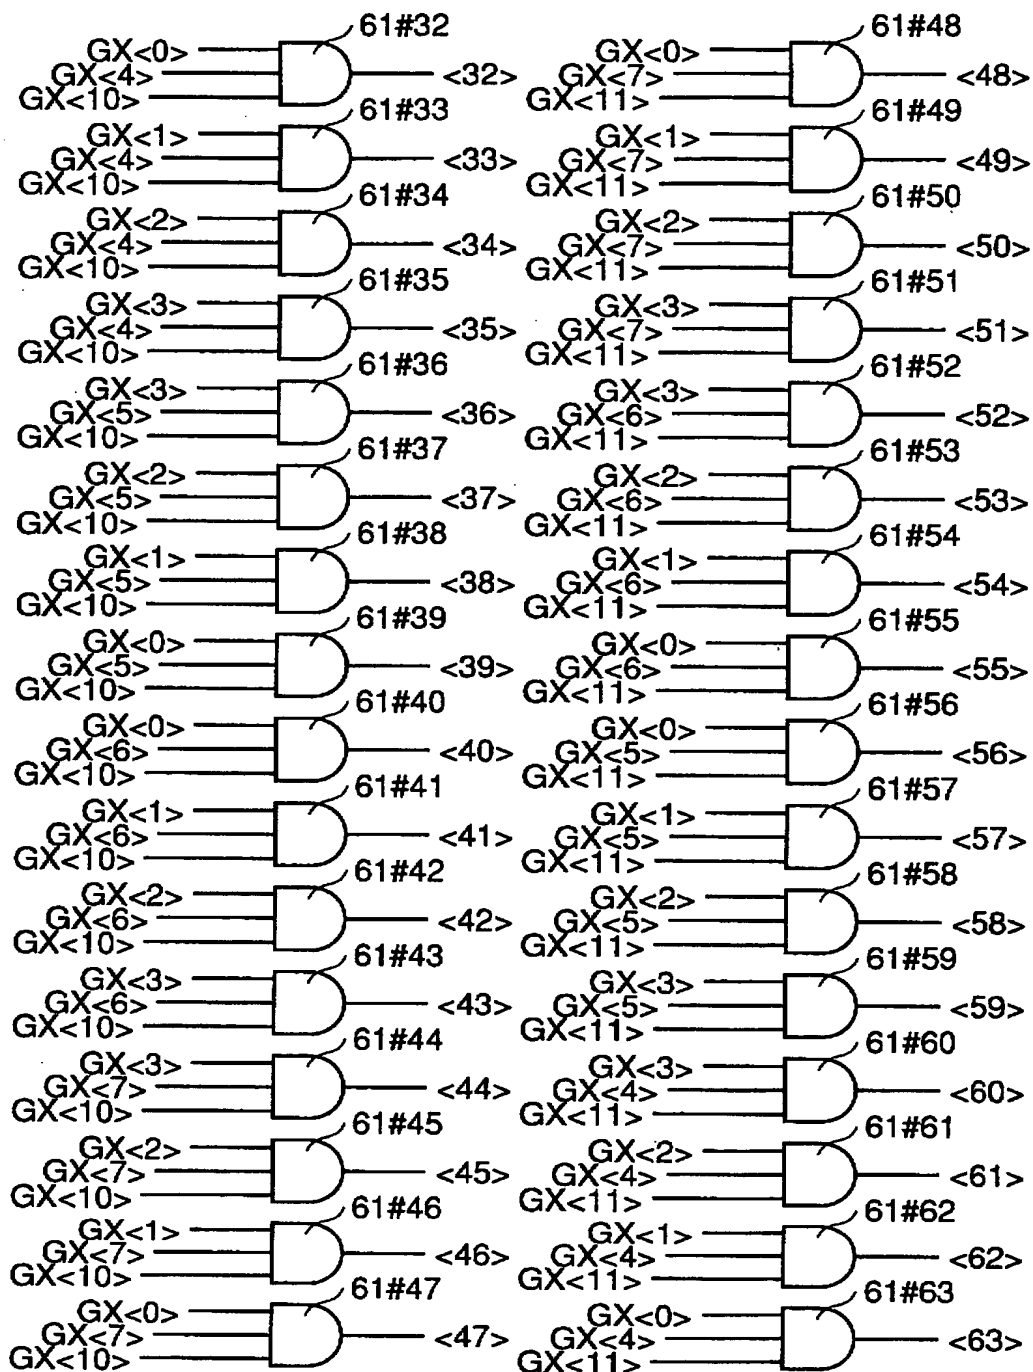 61#32
GX<0>
GX<4>
GX<10>
<32>
61#33
GX<1>
GX<4>
GX<10>
<33>
61#34
GX<2>
GX<4>
GX<10>
<34>
61#35
GX<3>
GX<4>
GX<10>
<35>
61#36
GX<3>
GX<5>
GX<10>
<36>
61#37
GX<2>
GX<5>
GX<10>
<37>
61#38
GX<1>
GX<5>
GX<10>
<38>
61#39
GX<0>
GX<5>
GX<10>
<39>
61#40
GX<0>
GX<6>
GX<10>
<40>
61#41
GX<1>
GX<6>
GX<10>
<41>
61#42
GX<2>
GX<6>
GX<10>
<42>
61#43
GX<3>
GX<6>
GX<10>
<43>
61#44
GX<3>
GX<7>
GX<10>
<44>
61#45
GX<2>
GX<7>
GX<10>
<45>
61#46
GX<1>
GX<7>
GX<10>
<46>
61#47
GX<0>
GX<7>
GX<10>
<47>
61#48
GX<0>
GX<7>
GX<11>
<48>
61#49
GX<1>
GX<7>
GX<11>
<49>
61#50
GX<2>
GX<7>
GX<11>
<50>
61#51
GX<3>
GX<7>
GX<11>
<51>
61#52
GX<3>
GX<6>
GX<11>
<52>
61#53
GX<2>
GX<6>
GX<11>
<53>
61#54
GX<1>
GX<6>
GX<11>
<54>
61#55
GX<0>
GX<6>
GX<11>
<55>
61#56
GX<0>
GX<5>
GX<11>
<56>
61#57
GX<1>
GX<5>
GX<11>
<57>
61#58
GX<2>
GX<5>
GX<11>
<58>
61#59
GX<3>
GX<5>
GX<11>
<59>
61#60
GX<3>
GX<4>
GX<11>
<60>
61#61
GX<2>
GX<4>
GX<11>
<61>
61#62
GX<1>
GX<4>
GX<11>
<62>
61#63
GX<0>
GX<4>
GX<11>
<63>